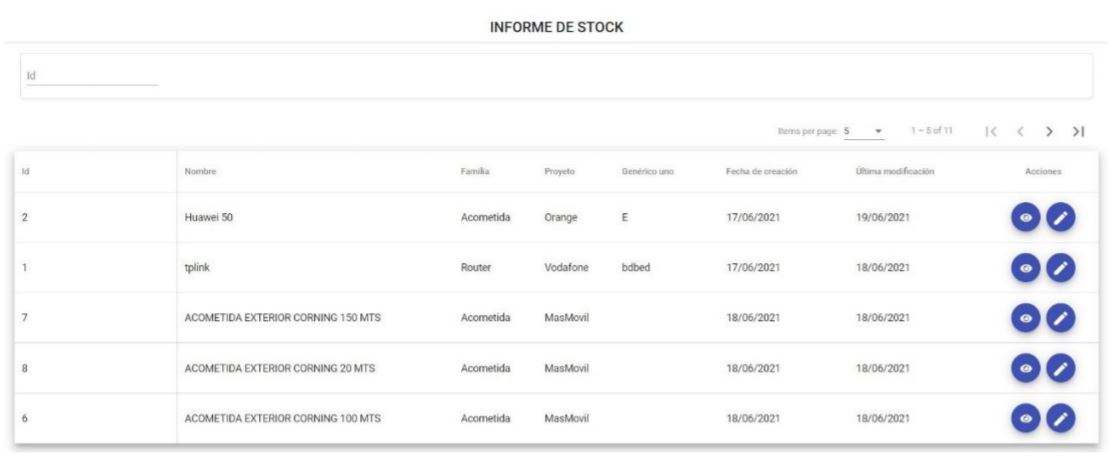 INFORME DE STOCK
Id
Items per page: 5 1 – 5 of 11
Id Nombre Familia Proyeto Genérico uno Fecha de creación Última modificación Acciones
2 Huawei 50 Acometida Orange E 17/06/2021 19/06/2021
1 tplink Router Vodafone bdbed 17/06/2021 18/06/2021
7 ACOMETIDA EXTERIOR CORNING 150 MTS Acometida MasMovil 18/06/2021 18/06/2021
8 ACOMETIDA EXTERIOR CORNING 20 MTS Acometida MasMovil 18/06/2021 18/06/2021
6 ACOMETIDA EXTERIOR CORNING 100 MTS Acometida MasMovil 18/06/2021 18/06/2021